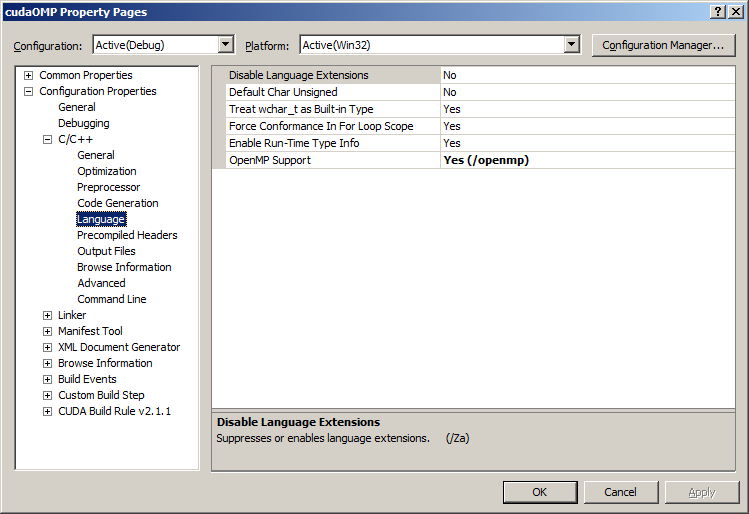 cudaOMP Property Pages
Configuration: Active(Debug) Platform: Active(Win32) Configuration Manager...
Common Properties
Configuration Properties
General
Debugging
C/C++
General
Optimization
Preprocessor
Code Generation
Language
Precompiled Headers
Output Files
Browse Information
Advanced
Command Line
Linker
Manifest Tool
XML Document Generator
Browse Information
Build Events
Custom Build Step
CUDA Build Rule v2.1.1
Disable Language Extensions No
Default Char Unsigned No
Treat wchar_t as Built-in Type Yes
Force Conformance In For Loop Scope Yes
Enable Run-Time Type Info Yes
OpenMP Support Yes (/openmp)
Disable Language Extensions
Suppresses or enables language extensions. (/Za)
OK Cancel Apply